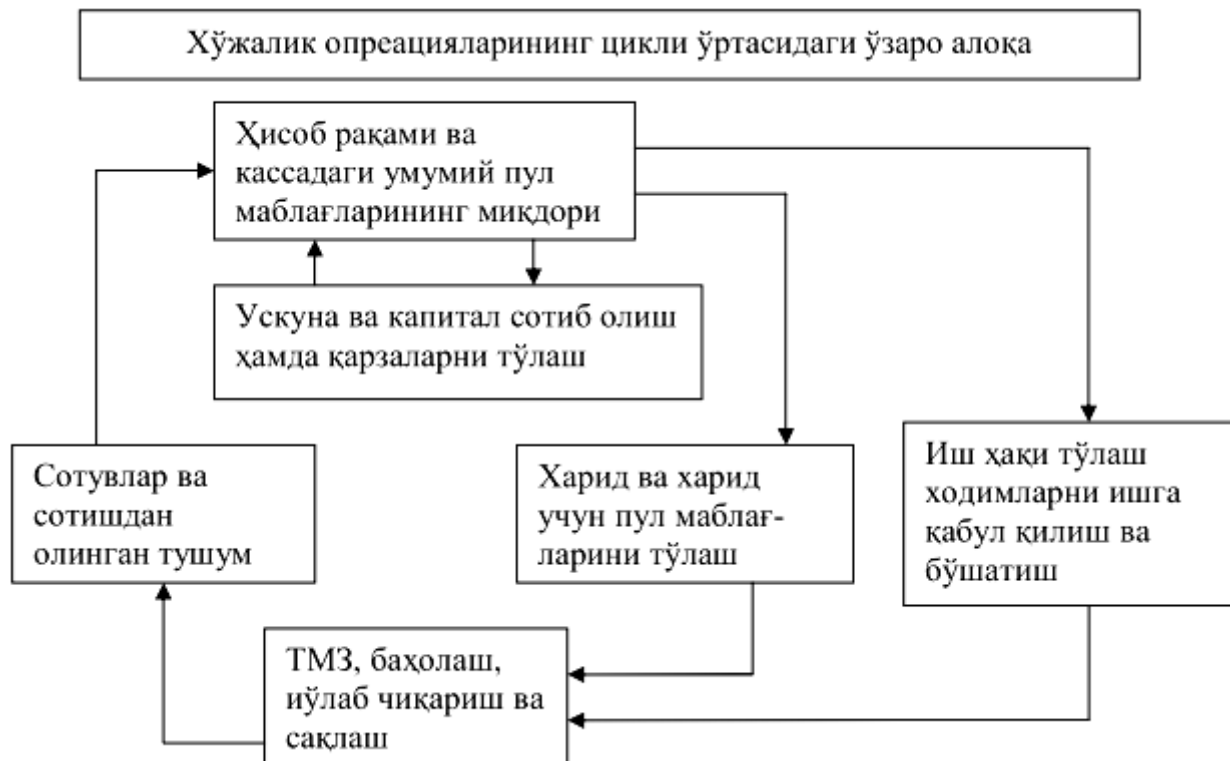 Хўжалик опреацияларининг цикли ўртасидаги ўзаро алоқа
Ҳисоб рақами ва
кассадаги умумий пул
маблағларининг миқдори
Ускуна ва капитал сотиб олиш
ҳамда қарзаларни тўлаш
Сотувлар ва
сотишдан
олинган тушум
Харид ва харид
учун пул маблағ-
ларини тўлаш
Иш ҳақи тўлаш
ходимларни ишга
қабул қилиш ва
бўшатиш
ТМЗ, баҳолаш,
иўлаб чиқариш ва
сақлаш